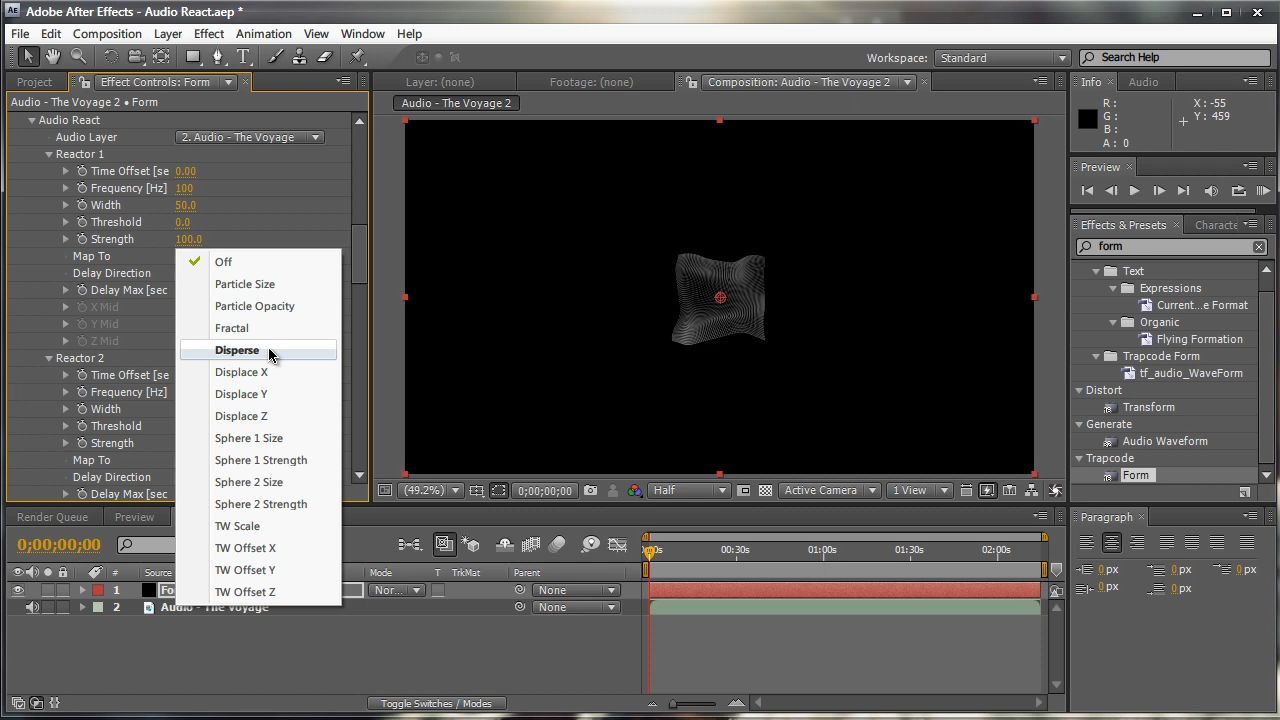 Adobe After Effects - Audio React.aep *
File Edit Composition Layer Effect Animation View Window Help
Workspace: Standard Search Help
Project Effect Controls: Form
Audio - The Voyage 2 • Form
Audio React
Audio Layer 2. Audio - The Voyage
Reactor 1
Time Offset [se 0.00
Frequency [Hz] 100
Width 50.0
Threshold 0.0
Strength 100.0
Map To
Delay Direction
Delay Max [sec
X Mid
Y Mid
Z Mid
Reactor 2
Time Offset [se
Frequency [Hz]
Width
Threshold
Strength
Map To
Delay Direction
Delay Max [sec
Off
Particle Size
Particle Opacity
Fractal
Disperse
Displace X
Displace Y
Displace Z
Sphere 1 Size
Sphere 1 Strength
Sphere 2 Size
Sphere 2 Strength
TW Scale
TW Offset X
TW Offset Y
TW Offset Z
Layer: (none) Footage: (none) Composition: Audio - The Voyage 2
Audio - The Voyage 2
(49.2%) 0;00;00;00 Half Active Camera 1 View
Info Audio
R : X : -55
G : Y : 459
B :
A : 0
Preview
Effects & Presets Characte
form
Text
Expressions
Current...e Format
Organic
Flying Formation
Trapcode Form
tf_audio_WaveForm
Distort
Transform
Generate
Audio Waveform
Trapcode
Form
Render Queue Preview
0;00;00;00
00:30s 01:00s 01:30s 02:00s
# Source Mode T TrkMat Parent
1 Fo Nor... None
2 Audio - The Voyage None
Toggle Switches / Modes
Paragraph
0 px 0 px 0 px
0 px 0 px